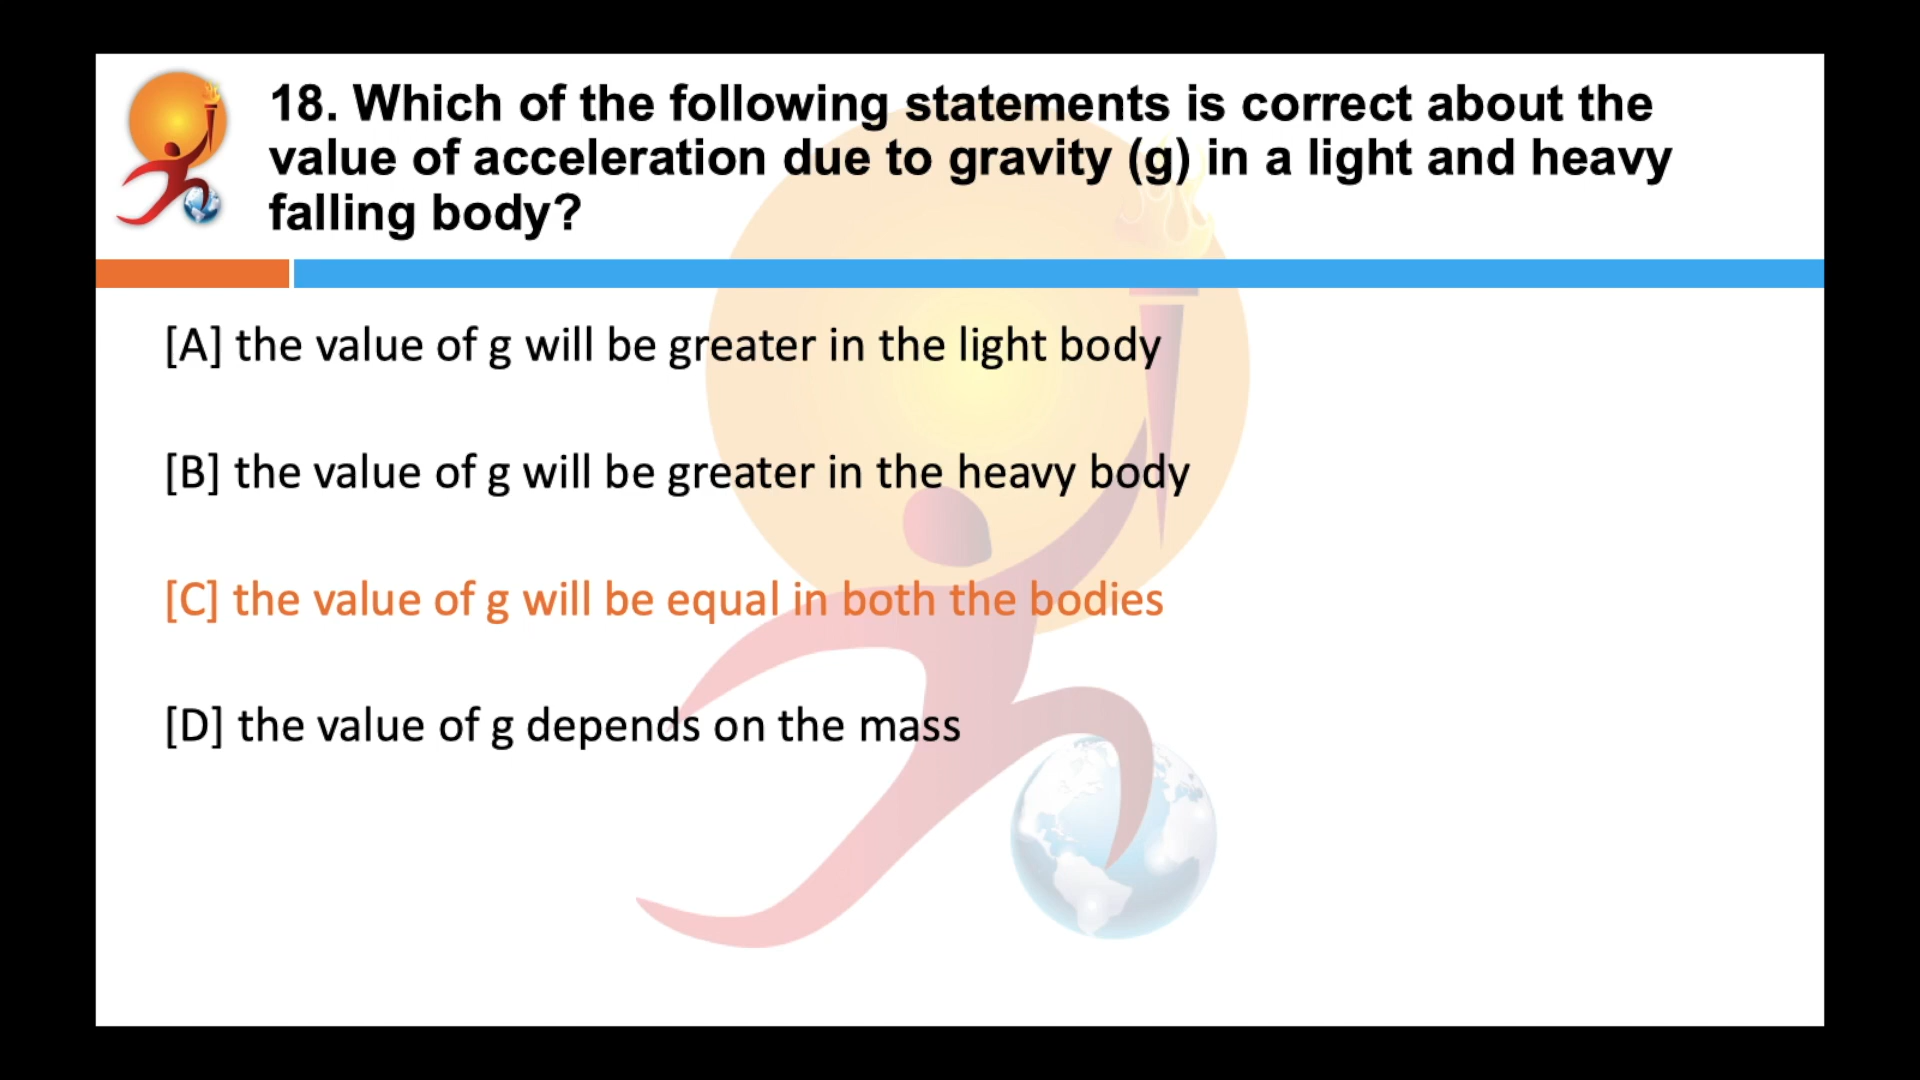 18. Which of the following statements is correct about the
value of acceleration due to gravity (g) in a light and heavy
falling body?
[A] the value of g will be greater in the light body
[B] the value of g will be greater in the heavy body
[C] the value of g will be equal in both the bodies
[D] the value of g depends on the mass